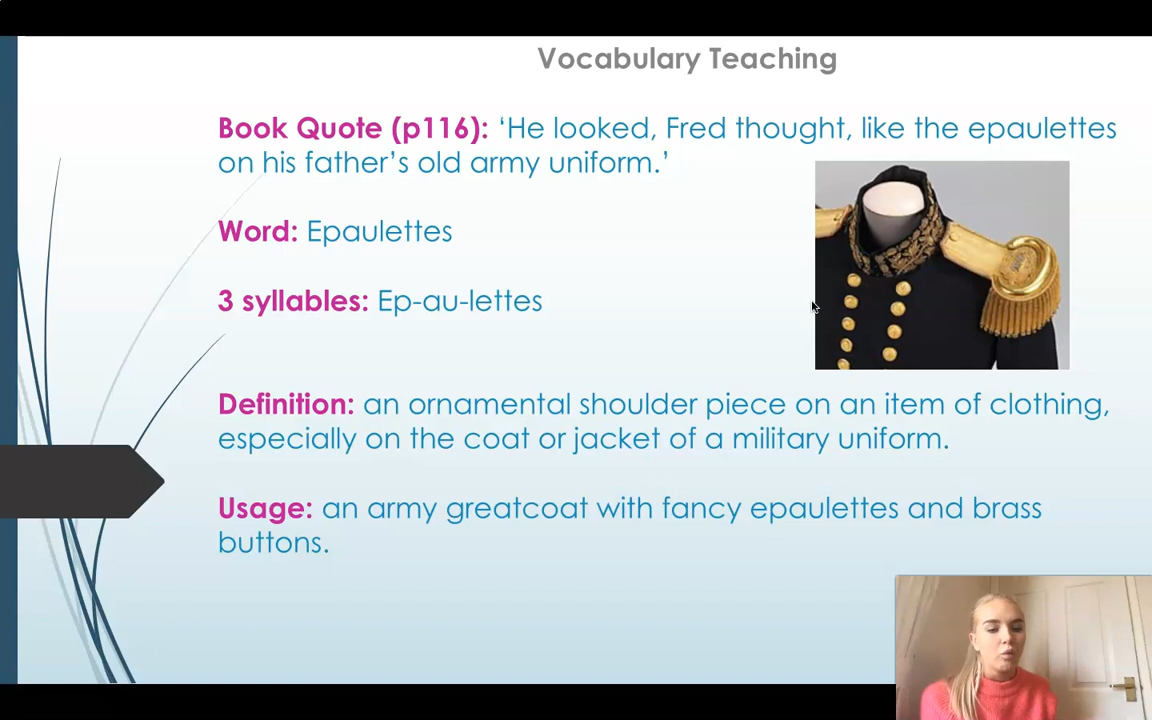 Vocabulary Teaching
Book Quote (p116): ‘He looked, Fred thought, like the epaulettes
on his father’s old army uniform.’
Word: Epaulettes
3 syllables: Ep-au-lettes
Definition: an ornamental shoulder piece on an item of clothing,
especially on the coat or jacket of a military uniform.
Usage: an army greatcoat with fancy epaulettes and brass
buttons.